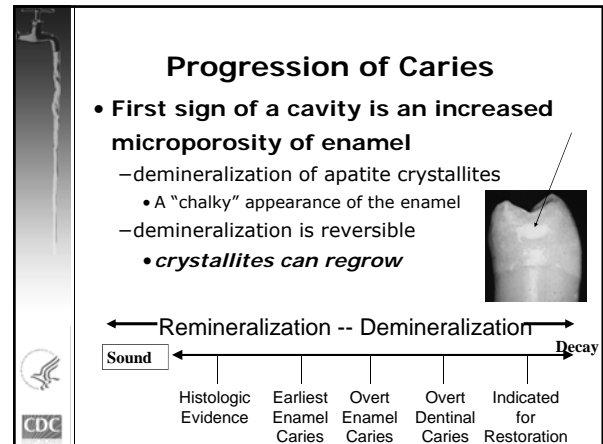 Progression of Caries
• First sign of a cavity is an increased
microporosity of enamel
–demineralization of apatite crystallites
• A “chalky” appearance of the enamel
–demineralization is reversible
• crystallites can regrow
Remineralization -- Demineralization
Sound
Decay
Histologic Evidence
Earliest Enamel Caries
Overt Enamel Caries
Overt Dentinal Caries
Indicated for Restoration
CDC